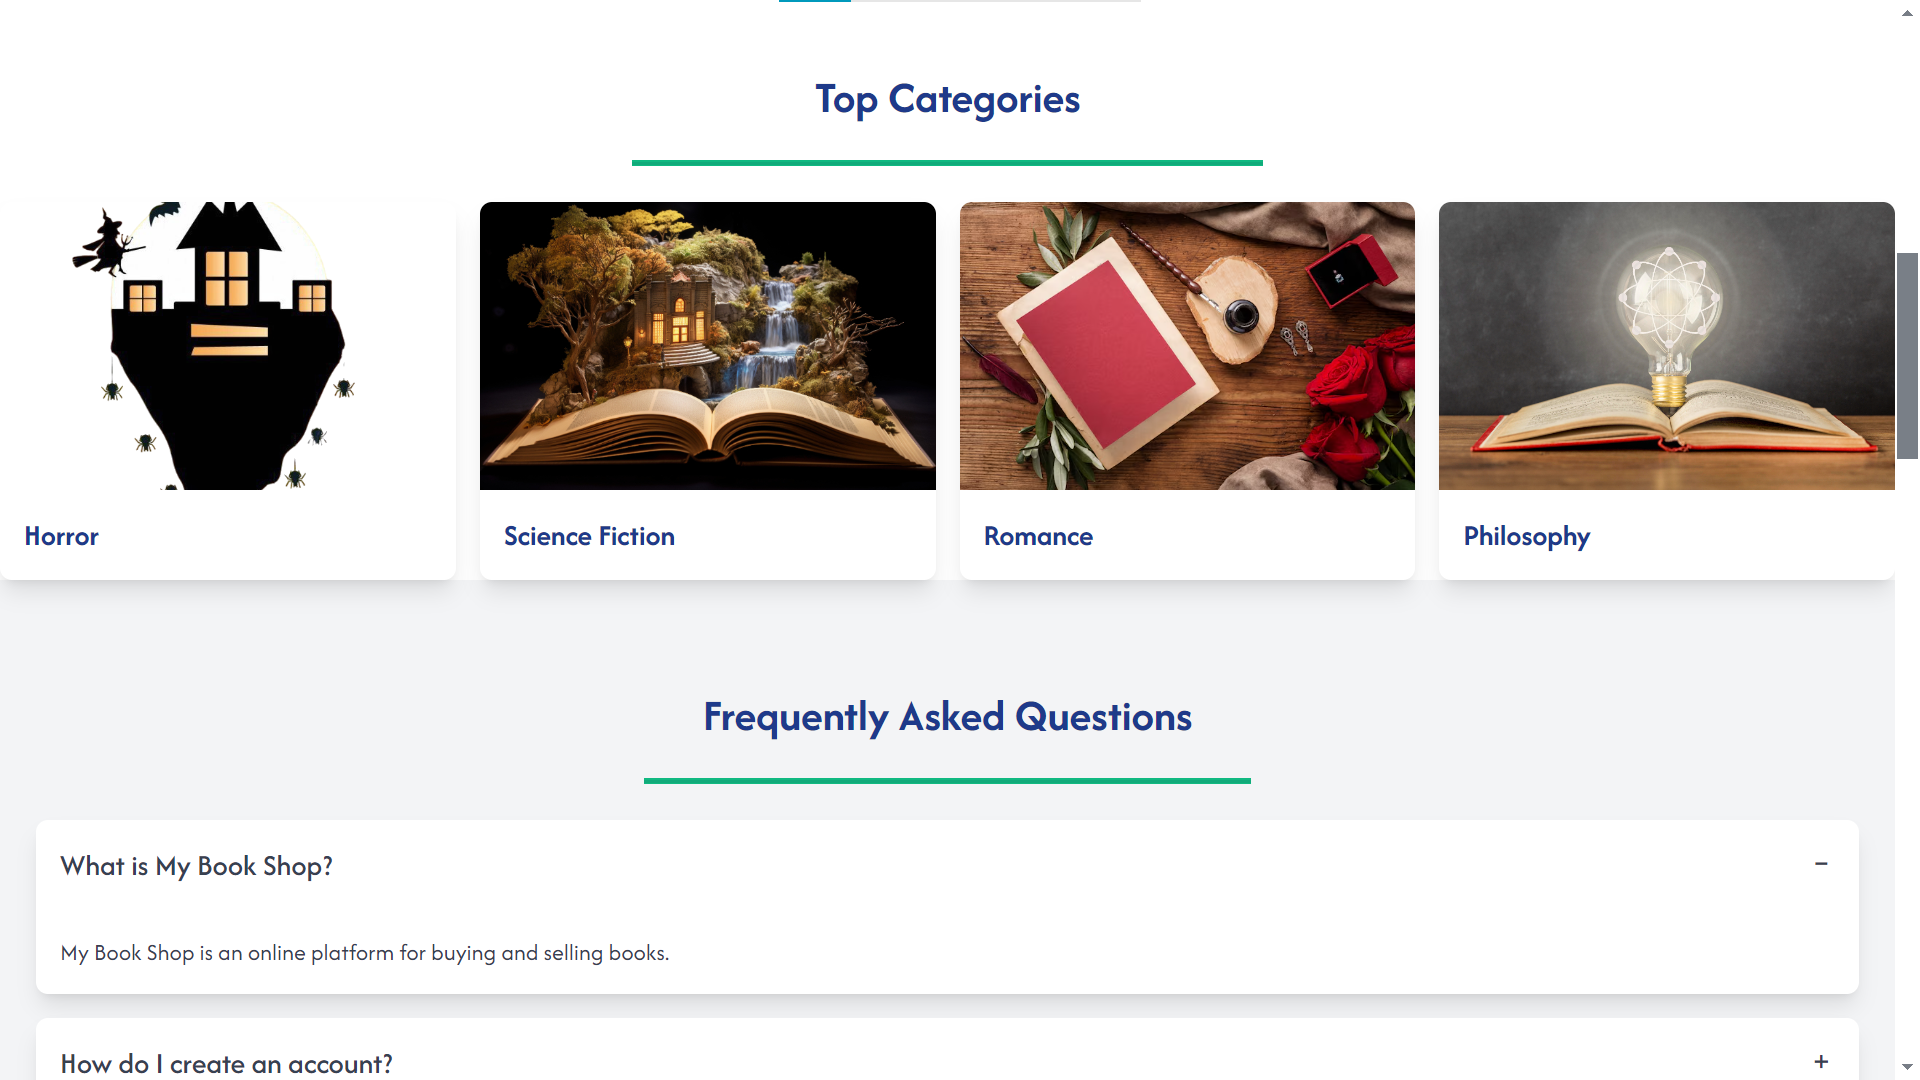 Top Categories
Horror
Science Fiction
Romance
Philosophy
Frequently Asked Questions
What is My Book Shop?
−
My Book Shop is an online platform for buying and selling books.
How do I create an account?
+